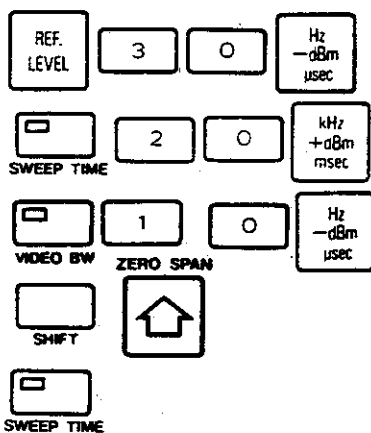 REF.
LEVEL
3
0
Hz
−dBm
μsec
SWEEP TIME
2
0
kHz
+dBm
msec
VIDEO BW
1
0
Hz
−dBm
μsec
ZERO SPAN
SHIFT
SWEEP TIME